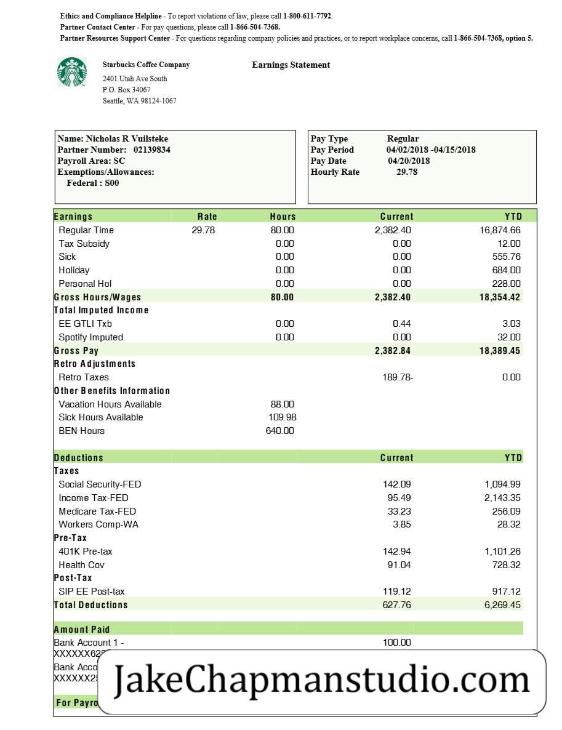 Ethics and Compliance Helpline - To report violations of law, please call 1-800-611-7792.
Partner Contact Center - For pay questions, please call 1-866-504-7368.
Partner Resources Support Center - For questions regarding company policies and practices, or to report workplace concerns, call 1-866-504-7368, option 5.
Starbucks Coffee Company Earnings Statement
2401 Utah Ave South
P.O. Box 34067
Seattle, WA 98124-1067
Name: Nicholas R Vuilsteke Pay Type Regular
Partner Number: 02139834 Pay Period 04/02/2018 -04/15/2018
Payroll Area: SC Pay Date 04/20/2018
Exemptions/Allowances: Hourly Rate 29.78
Federal : S00
Earnings Rate Hours Current YTD
Regular Time 29.78 80.00 2,382.40 16,874.66
Tax Subsidy 0.00 0.00 12.00
Sick 0.00 0.00 555.76
Holiday 0.00 0.00 684.00
Personal Hol 0.00 0.00 228.00
Gross Hours/Wages 80.00 2,382.40 18,354.42
Total Imputed Income
EE GTLI Txb 0.00 0.44 3.03
Spotify Imputed 0.00 0.00 32.00
Gross Pay 2,382.84 18,389.45
Retro Adjustments
Retro Taxes 189.78- 0.00
Other Benefits Information
Vacation Hours Available 88.00
Sick Hours Available 109.98
BEN Hours 640.00
Deductions Current YTD
Taxes
Social Security-FED 142.09 1,094.99
Income Tax-FED 95.49 2,143.35
Medicare Tax-FED 33.23 256.09
Workers Comp-WA 3.85 28.32
Pre-Tax
401K Pre-tax 142.94 1,101.26
Health Cov 91.04 728.32
Post-Tax
SIP EE Post-tax 119.12 917.12
Total Deductions 627.76 6,269.45
Amount Paid
Bank Account 1 - 100.00
XXXXXX62
Bank Acco
XXXXXX2
For Payro
JakeChapmanstudio.com